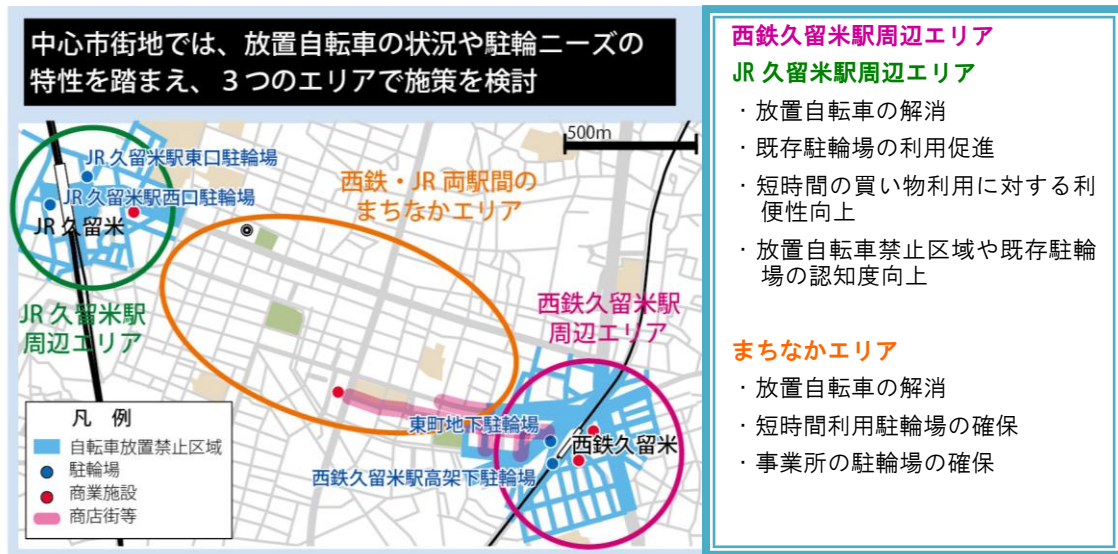 中心市街地では、放置自転車の状況や駐輪ニーズの
特性を踏まえ、３つのエリアで施策を検討
500m
JR久留米駅東口駐輪場
JR久留米駅西口駐輪場
JR久留米
西鉄・JR両駅間の
まちなかエリア
JR久留米駅
周辺エリア
西鉄久留米駅
周辺エリア
東町地下駐輪場
西鉄久留米
西鉄久留米駅高架下駐輪場
凡 例
自転車放置禁止区域
駐輪場
商業施設
商店街等
西鉄久留米駅周辺エリア
JR久留米駅周辺エリア
・放置自転車の解消
・既存駐輪場の利用促進
・短時間の買い物利用に対する利
便性向上
・放置自転車禁止区域や既存駐輪
場の認知度向上
まちなかエリア
・放置自転車の解消
・短時間利用駐輪場の確保
・事業所の駐輪場の確保